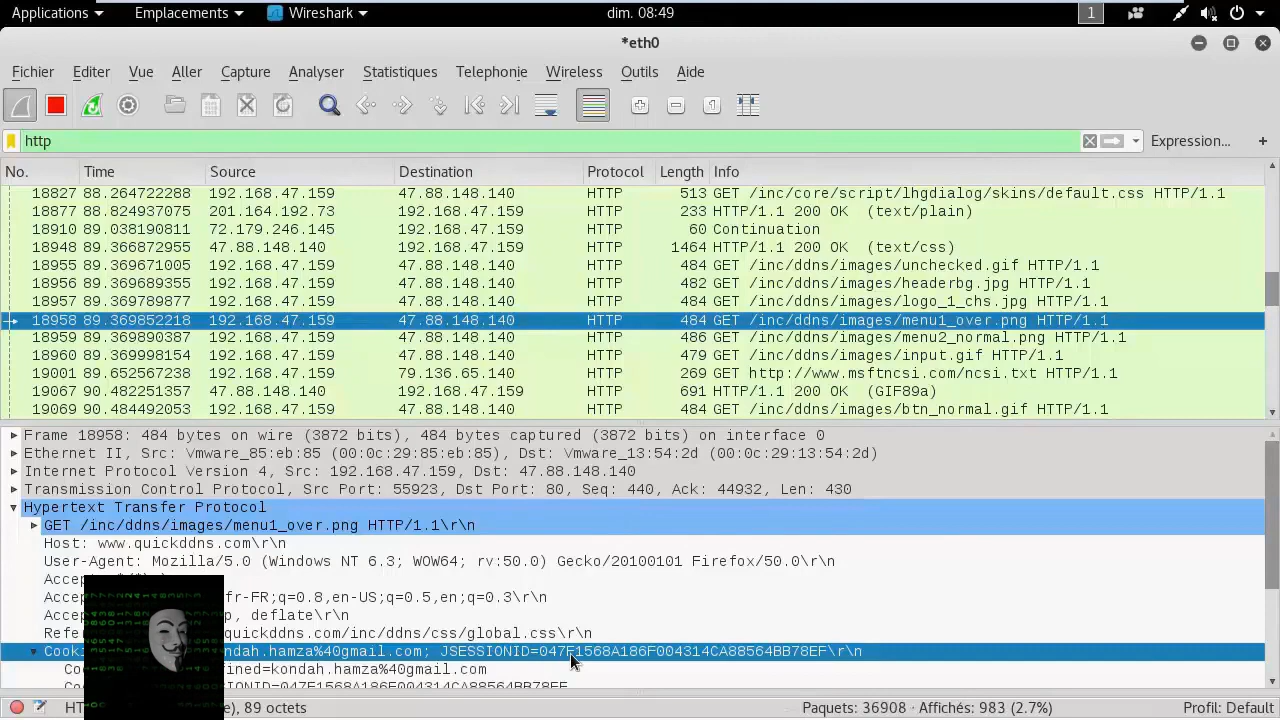 Applications Emplacements Wireshark dim. 08:49 1
*eth0
Fichier Editer Vue Aller Capture Analyser Statistiques Telephonie Wireless Outils Aide
http Expression... +
No. Time Source Destination Protocol Length Info
18827 88.264722288 192.168.47.159 47.88.148.140 HTTP 513 GET /inc/core/script/lhgdialog/skins/default.css HTTP/1.1
18877 88.824937075 201.164.192.73 192.168.47.159 HTTP 233 HTTP/1.1 200 OK (text/plain)
18910 89.038190811 72.179.246.145 192.168.47.159 HTTP 60 Continuation
18948 89.366872955 47.88.148.140 192.168.47.159 HTTP 1464 HTTP/1.1 200 OK (text/css)
18955 89.369671005 192.168.47.159 47.88.148.140 HTTP 484 GET /inc/ddns/images/unchecked.gif HTTP/1.1
18956 89.369689355 192.168.47.159 47.88.148.140 HTTP 482 GET /inc/ddns/images/headerbg.jpg HTTP/1.1
18957 89.369789877 192.168.47.159 47.88.148.140 HTTP 484 GET /inc/ddns/images/logo_1_chs.jpg HTTP/1.1
18958 89.369852218 192.168.47.159 47.88.148.140 HTTP 484 GET /inc/ddns/images/menu1_over.png HTTP/1.1
18959 89.369890387 192.168.47.159 47.88.148.140 HTTP 486 GET /inc/ddns/images/menu2_normal.png HTTP/1.1
18960 89.369998154 192.168.47.159 47.88.148.140 HTTP 479 GET /inc/ddns/images/input.gif HTTP/1.1
19001 89.652567238 192.168.47.159 79.136.65.140 HTTP 269 GET http://www.msftncsi.com/ncsi.txt HTTP/1.1
19067 90.482251357 47.88.148.140 192.168.47.159 HTTP 691 HTTP/1.1 200 OK (GIF89a)
19069 90.484492053 192.168.47.159 47.88.148.140 HTTP 484 GET /inc/ddns/images/btn_normal.gif HTTP/1.1
Frame 18958: 484 bytes on wire (3872 bits), 484 bytes captured (3872 bits) on interface 0
Ethernet II, Src: Vmware_85:eb:85 (00:0c:29:85:eb:85), Dst: Vmware_13:54:2d (00:0c:29:13:54:2d)
Internet Protocol Version 4, Src: 192.168.47.159, Dst: 47.88.148.140
Transmission Control Protocol, Src Port: 55923, Dst Port: 80, Seq: 440, Ack: 44932, Len: 430
Hypertext Transfer Protocol
GET /inc/ddns/images/menu1_over.png HTTP/1.1\r\n
Host: www.quickddns.com\r\n
User-Agent: Mozilla/5.0 (Windows NT 6.3; WOW64; rv:50.0) Gecko/20100101 Firefox/50.0\r\n
Accep
Acce fr-FR;q=0.8,en-US;q=0.5,en;q=0.3\r\n
Acce p, deflate\r\n
Refe quickddns.com/inc/ddns/css/global.css\r\n
Cooki ndah.hamza%40gmail.com; JSESSIONID=047F1568A186F004314CA88564BB78EF\r\n
Coo fined=kondah.hamza%40gmail.com
Co IONID=047F1568A186F004314CA88564BB78EF
HT e), 89 octets Paquets: 36908 · Affichés: 983 (2.7%) Profil: Default